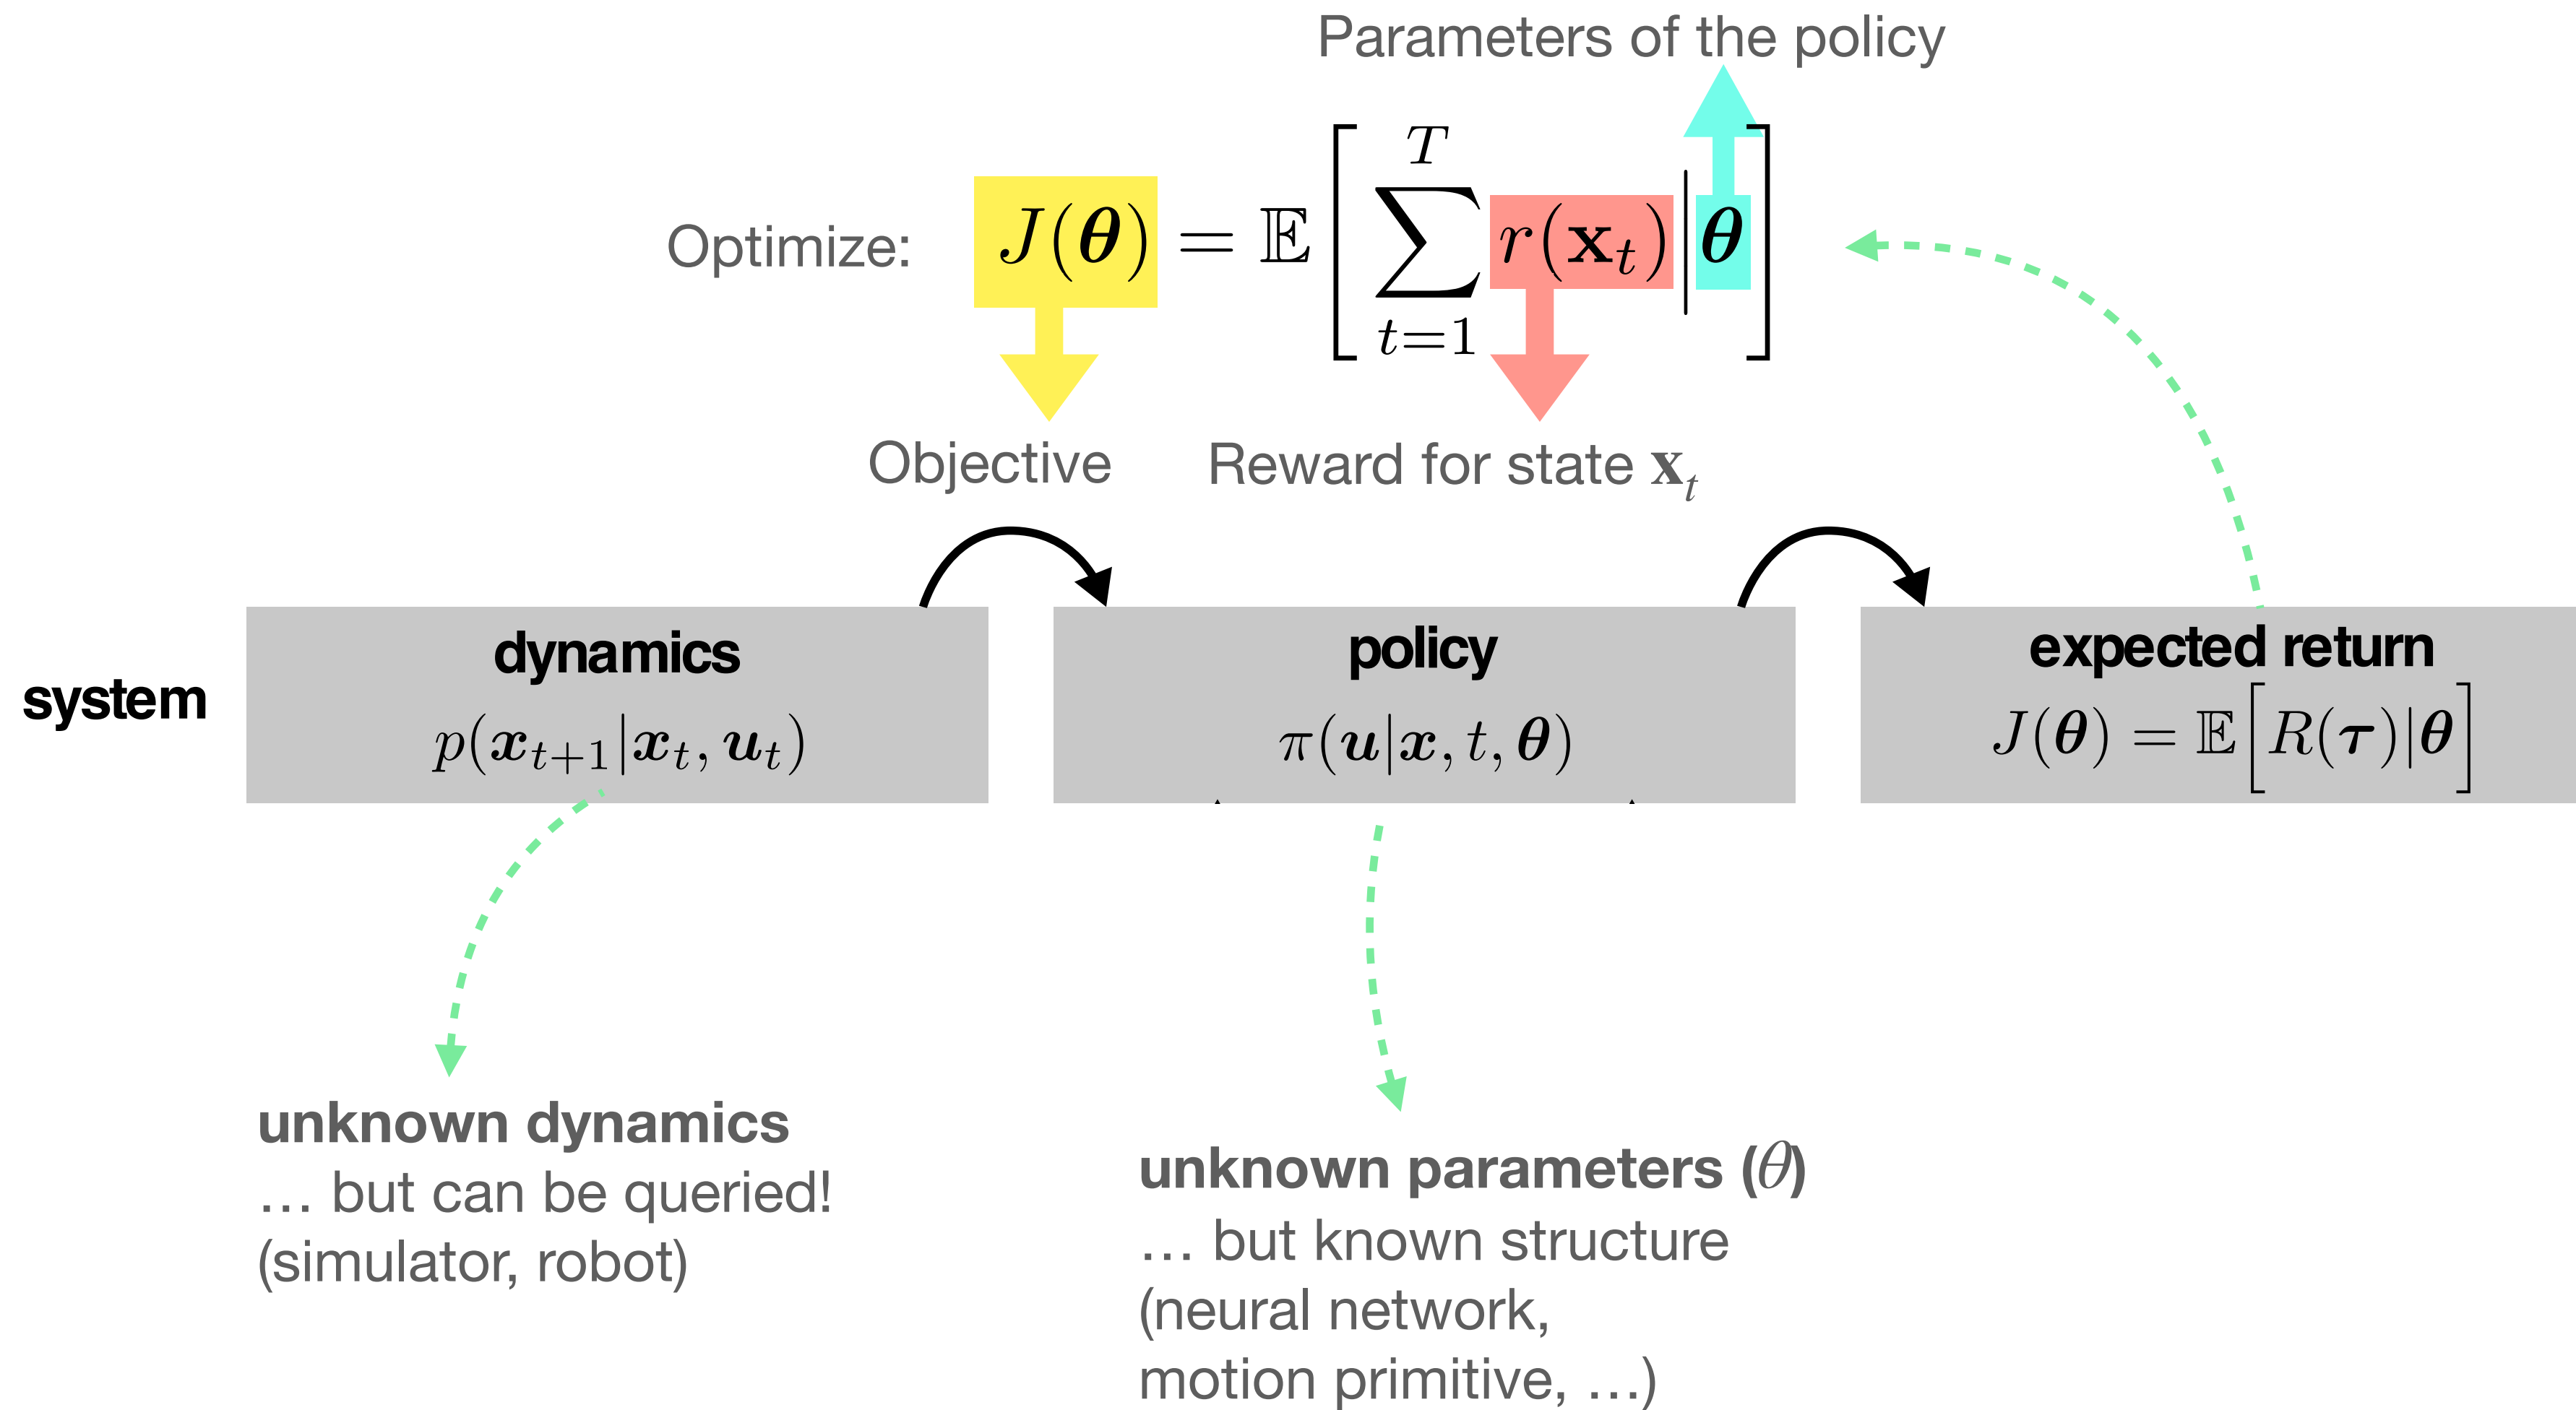 Parameters of the policy
Optimize: J(θ) = 𝔼[ ∑_{t=1}^{T} r(𝐱_t) | θ ]
Objective
Reward for state 𝐱_t
system
dynamics
p(𝒙_{t+1}|𝒙_t, 𝒖_t)
policy
π(𝒖|𝒙, t, θ)
expected return
J(θ) = 𝔼[R(τ)|θ]
unknown dynamics
… but can be queried!
(simulator, robot)
unknown parameters (θ)
… but known structure
(neural network,
motion primitive, …)